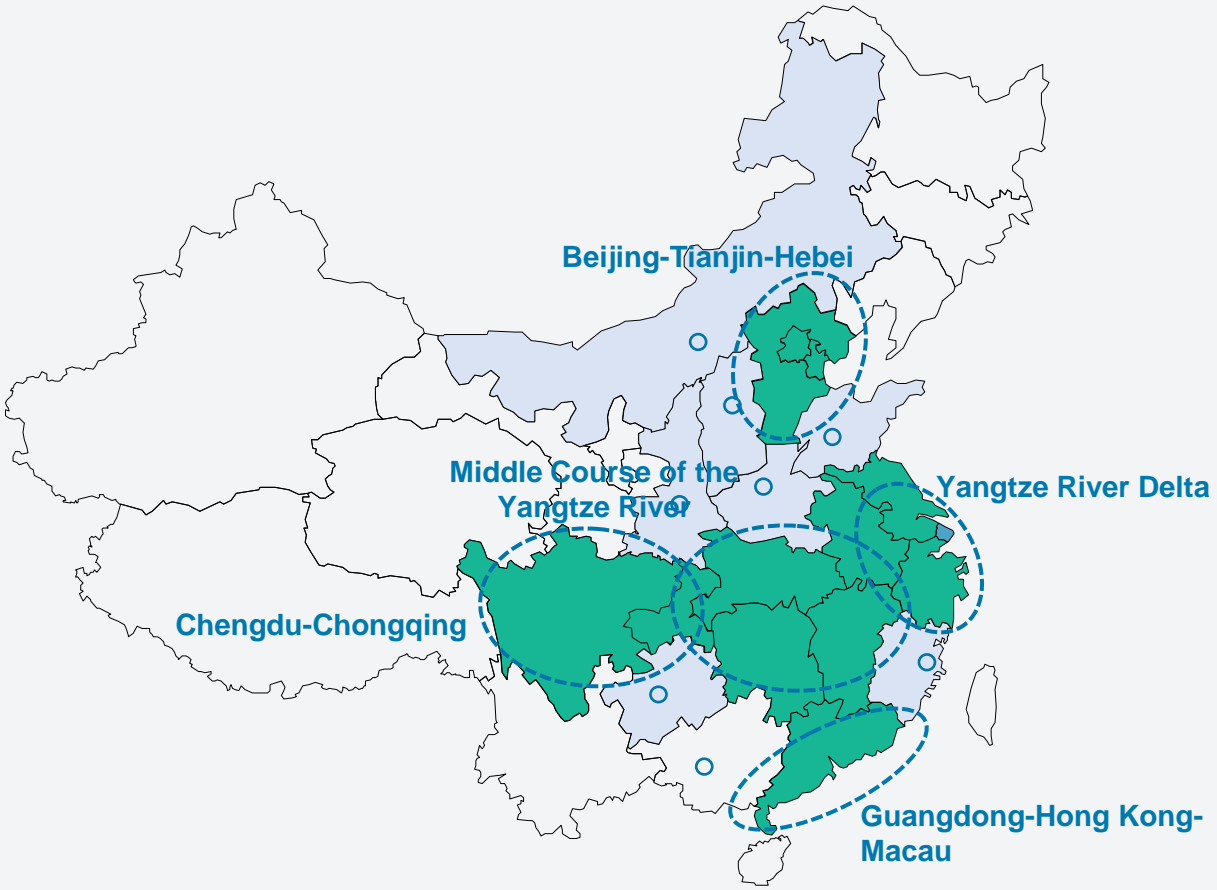 Beijing-Tianjin-Hebei
Middle Course of the
Yangtze River
Yangtze River Delta
Chengdu-Chongqing
Guangdong-Hong Kong-
Macau